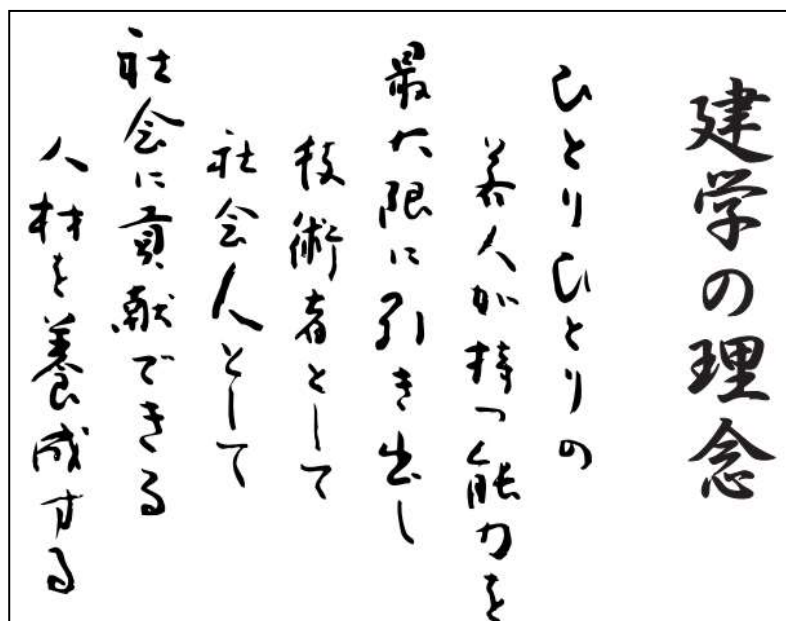 建学の理念
ひとりひとりの
若人が持つ能力を
最大限に引き出し
技術者として
社会人として
社会に貢献できる
人材を養成する